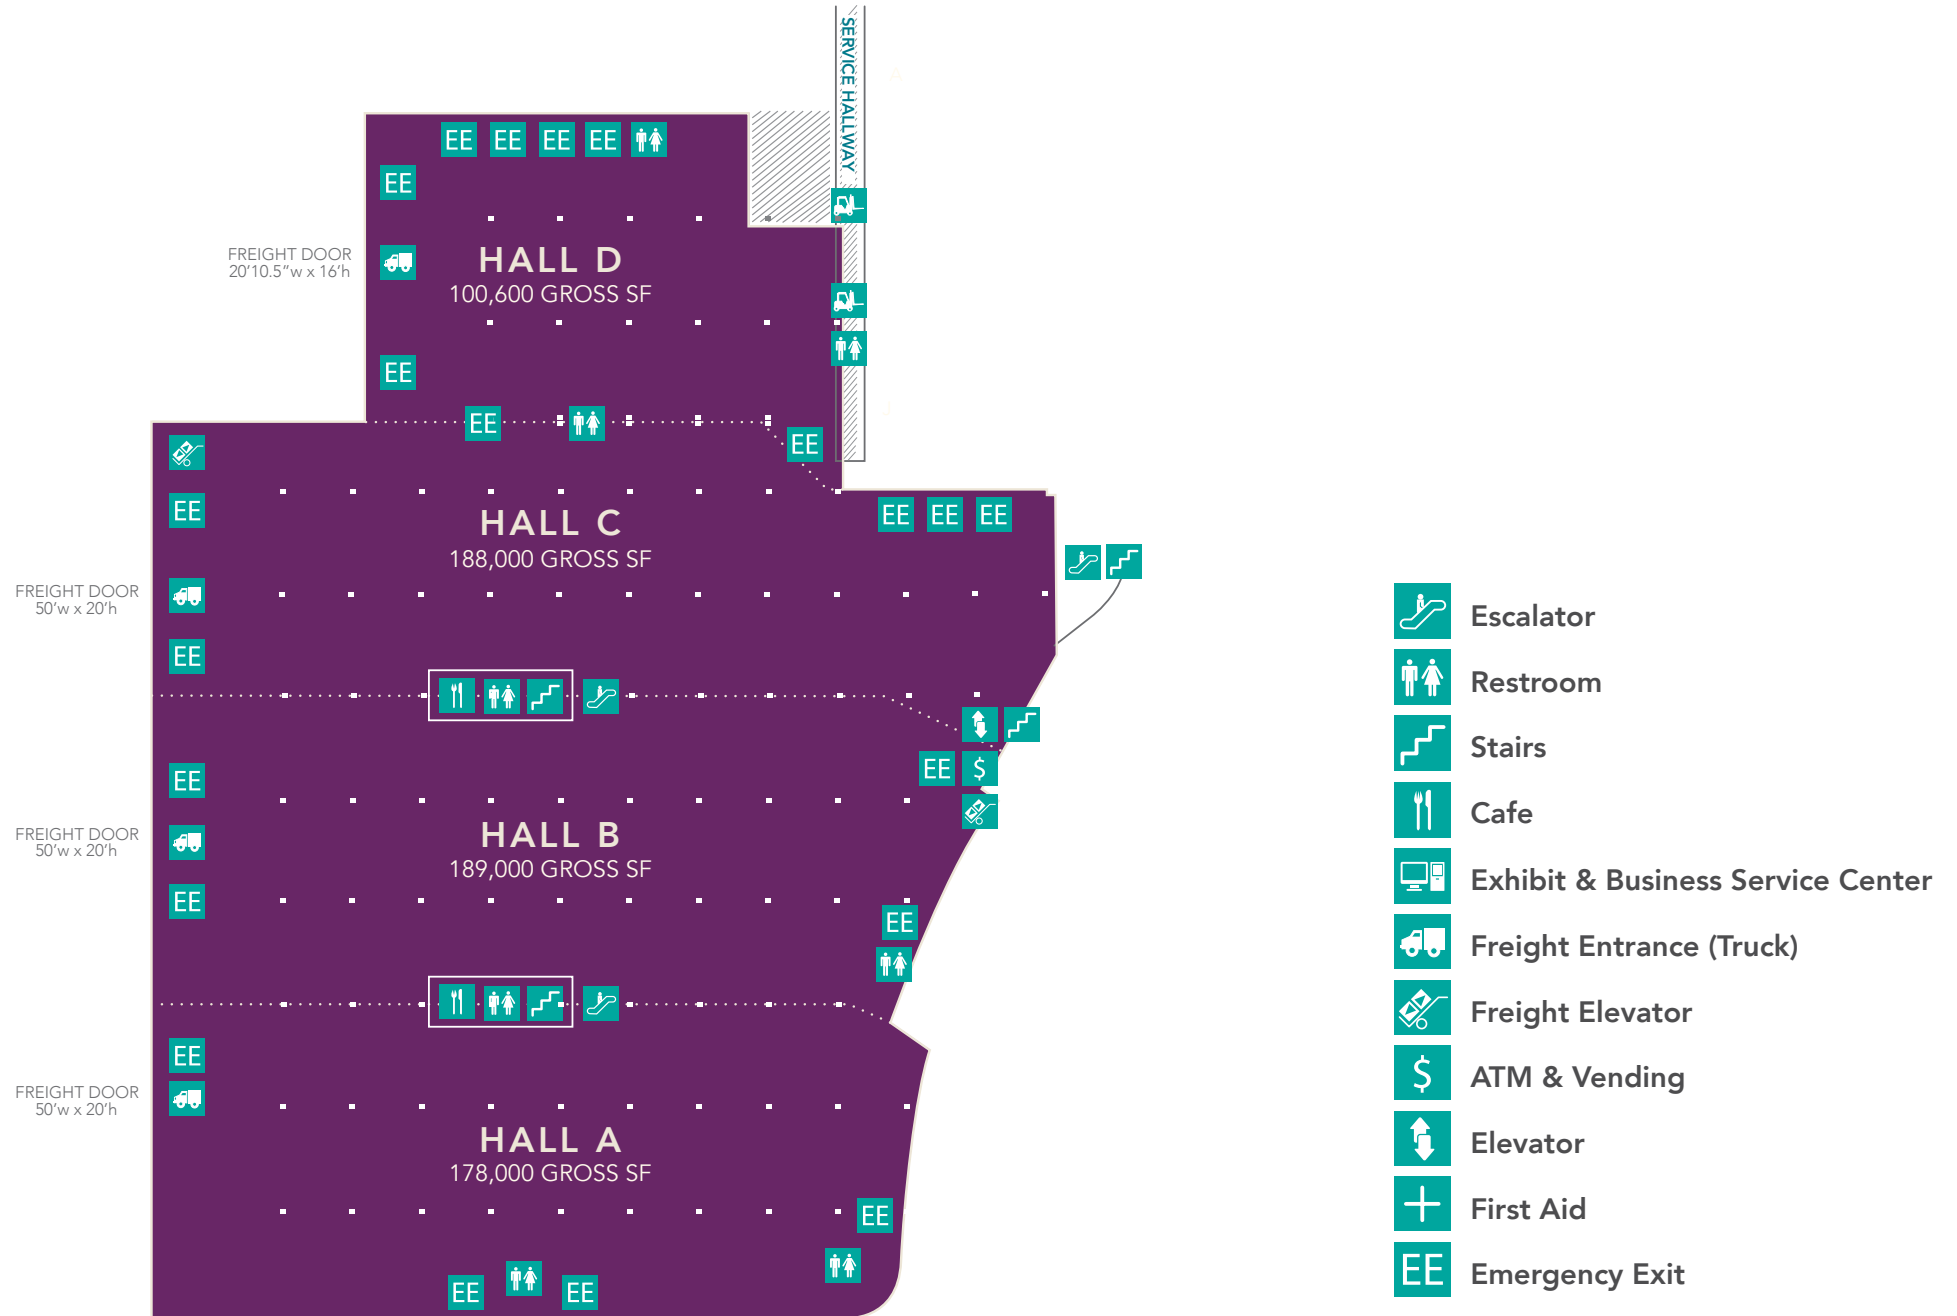 SERVICE HALLWAY
EE EE EE EE
EE
FREIGHT DOOR
20'10.5"w x 16'h
HALL D
100,600 GROSS SF
EE
EE
EE
EE
EE EE EE
HALL C
188,000 GROSS SF
FREIGHT DOOR
50'w x 20'h
EE
EE $
EE
FREIGHT DOOR
50'w x 20'h
HALL B
189,000 GROSS SF
EE
EE
EE
FREIGHT DOOR
50'w x 20'h
HALL A
178,000 GROSS SF
EE
EE EE
Escalator
Restroom
Stairs
Cafe
Exhibit & Business Service Center
Freight Entrance (Truck)
Freight Elevator
$ ATM & Vending
Elevator
First Aid
EE Emergency Exit